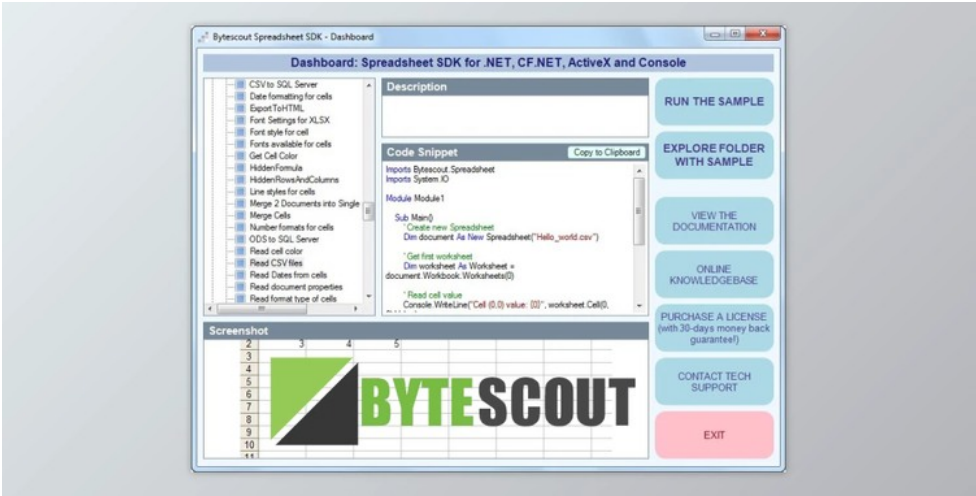 Bytescout Spreadsheet SDK - Dashboard
Dashboard: Spreadsheet SDK for .NET, CF.NET, ActiveX and Console
CSV to SQL Server
Date formatting for cells
ExportToHTML
Font Settings for XLSX
Font style for cell
Fonts available for cells
Get Cell Color
HiddenFormula
HiddenRowsAndColumns
Line styles for cells
Merge 2 Documents into Single
Merge Cells
Number formats for cells
ODS to SQL Server
Read cell color
Read CSV files
Read Dates from cells
Read document properties
Read format type of cells
Description
Code Snippet
Copy to Clipboard
Imports Bytescout.Spreadsheet
Imports System.IO
Module Module1
Sub Main()
'Create new Spreadsheet
Dim document As New Spreadsheet("Hello_world.csv")
'Get first worksheet
Dim worksheet As Worksheet =
document.Workbook.Worksheets(0)
'Read cell value
Console.WriteLine("Cell (0,0) value: {0}", worksheet.Cell(0,
RUN THE SAMPLE
EXPLORE FOLDER
WITH SAMPLE
VIEW THE
DOCUMENTATION
ONLINE
KNOWLEDGEBASE
PURCHASE A LICENSE
(with 30-days money back
guarantee!)
CONTACT TECH
SUPPORT
EXIT
Screenshot
2 3 4 5
3
4
5
6
7
8
9
10
11
BYTESCOUT